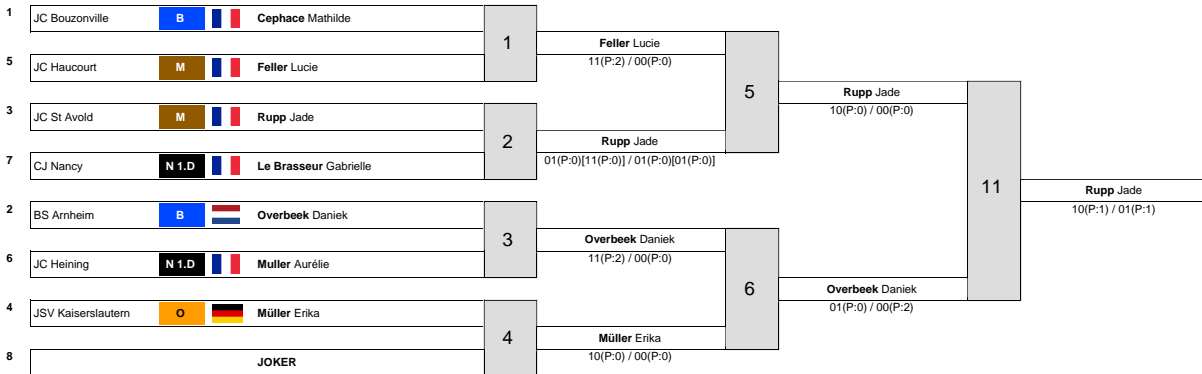 1 JC Bouzonville B Cephace Mathilde
1
Feller Lucie
11(P:2) / 00(P:0)
5 JC Haucourt M Feller Lucie
5
Rupp Jade
10(P:0) / 00(P:0)
3 JC St Avold M Rupp Jade
2
Rupp Jade
01(P:0)[11(P:0)] / 01(P:0)[01(P:0)]
7 CJ Nancy N 1.D Le Brasseur Gabrielle
11
Rupp Jade
10(P:1) / 01(P:1)
2 BS Arnheim B Overbeek Daniek
3
Overbeek Daniek
11(P:2) / 00(P:0)
6 JC Heining N 1.D Muller Aurélie
6
Overbeek Daniek
01(P:0) / 00(P:2)
4 JSV Kaiserslautern O Müller Erika
4
Müller Erika
10(P:0) / 00(P:0)
8 JOKER